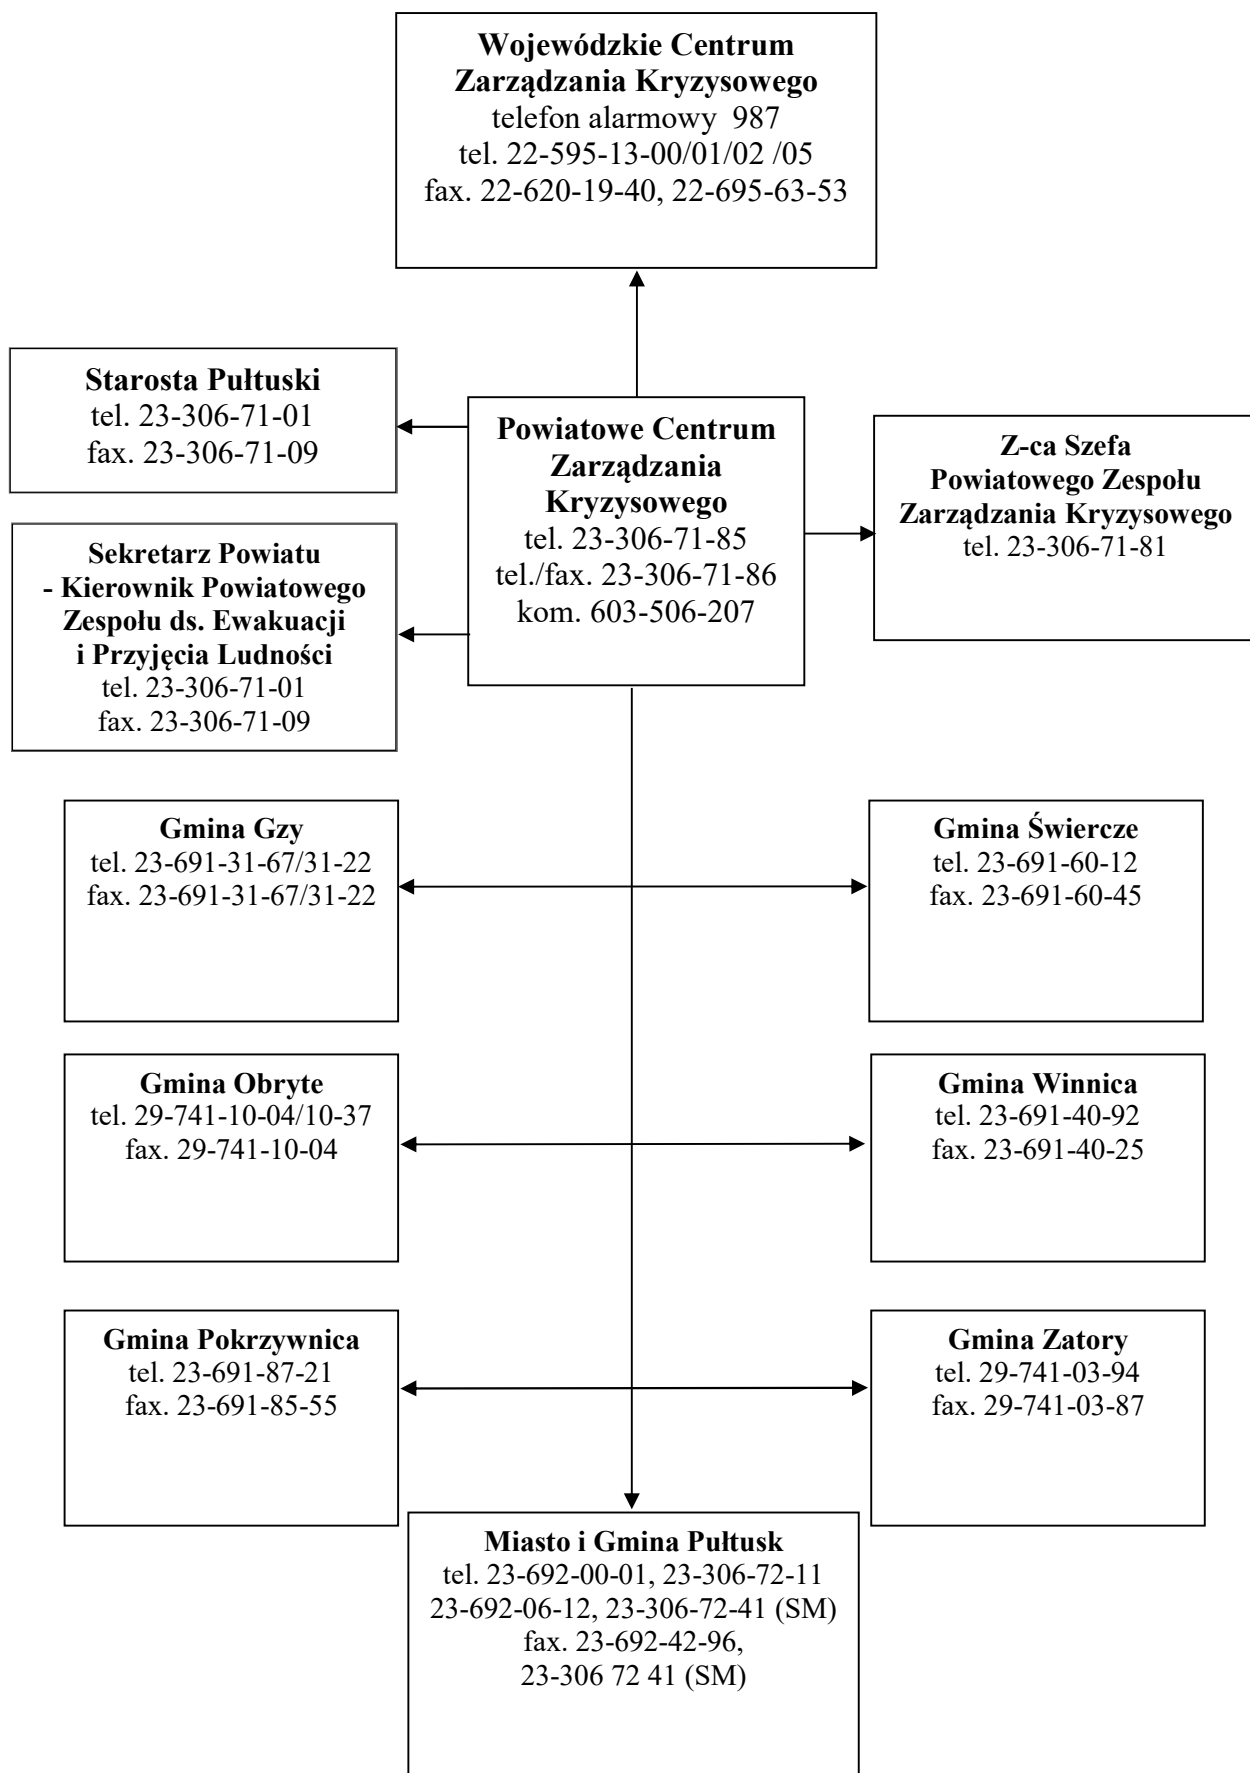 Wojewódzkie Centrum
Zarządzania Kryzysowego
telefon alarmowy  987
tel. 22-595-13-00/01/02 /05
fax. 22-620-19-40, 22-695-63-53
Starosta Pułtuski
tel. 23-306-71-01
fax. 23-306-71-09
Powiatowe Centrum
Zarządzania
Kryzysowego
tel. 23-306-71-85
tel./fax. 23-306-71-86
kom. 603-506-207
Z-ca Szefa
Powiatowego Zespołu
Zarządzania Kryzysowego
tel. 23-306-71-81
Sekretarz Powiatu
- Kierownik Powiatowego
Zespołu ds. Ewakuacji
i Przyjęcia Ludności
tel. 23-306-71-01
fax. 23-306-71-09
Gmina Gzy
tel. 23-691-31-67/31-22
fax. 23-691-31-67/31-22
Gmina Świercze
tel. 23-691-60-12
fax. 23-691-60-45
Gmina Obryte
tel. 29-741-10-04/10-37
fax. 29-741-10-04
Gmina Winnica
tel. 23-691-40-92
fax. 23-691-40-25
Gmina Pokrzywnica
tel. 23-691-87-21
fax. 23-691-85-55
Gmina Zatory
tel. 29-741-03-94
fax. 29-741-03-87
Miasto i Gmina Pułtusk
tel. 23-692-00-01, 23-306-72-11
23-692-06-12, 23-306-72-41 (SM)
fax. 23-692-42-96,
23-306 72 41 (SM)